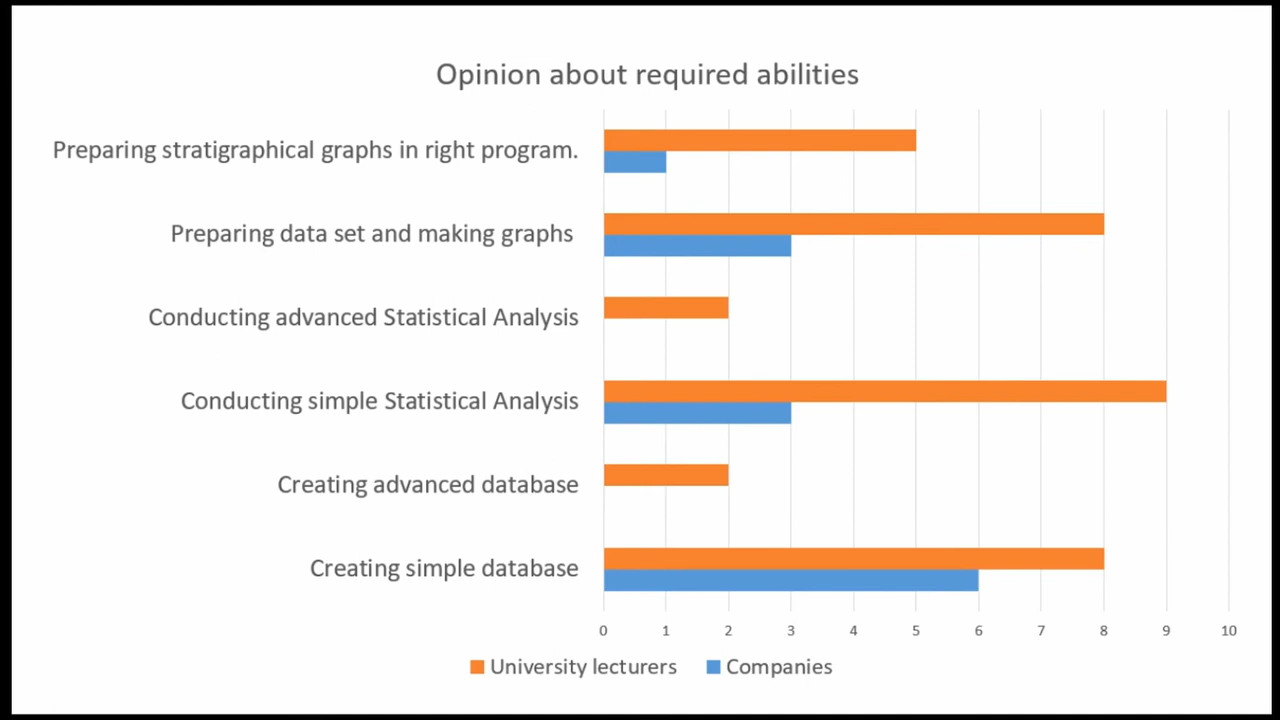 Opinion about required abilities
Preparing stratigraphical graphs in right program.
Preparing data set and making graphs
Conducting advanced Statistical Analysis
Conducting simple Statistical Analysis
Creating advanced database
Creating simple database
0 1 2 3 4 5 6 7 8 9 10
University lecturers Companies